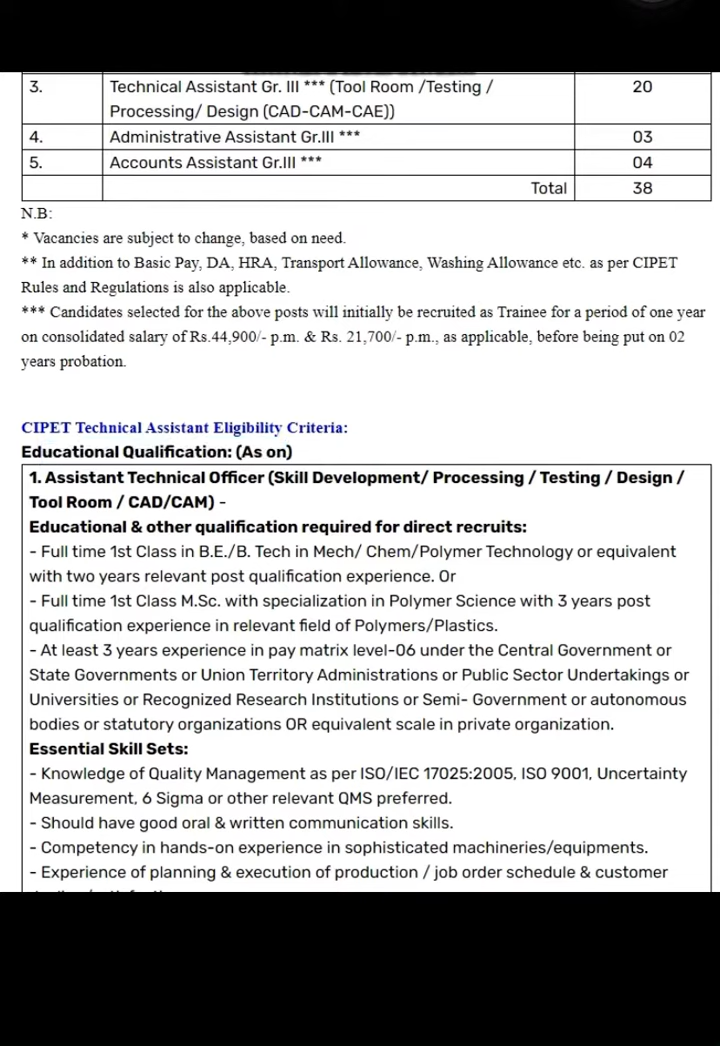 3. Technical Assistant Gr. III *** (Tool Room /Testing / 20
Processing/ Design (CAD-CAM-CAE))
4. Administrative Assistant Gr.III *** 03
5. Accounts Assistant Gr.III *** 04
Total 38
N.B:
* Vacancies are subject to change, based on need.
** In addition to Basic Pay, DA, HRA, Transport Allowance, Washing Allowance etc. as per CIPET
Rules and Regulations is also applicable.
*** Candidates selected for the above posts will initially be recruited as Trainee for a period of one year
on consolidated salary of Rs.44,900/- p.m. & Rs. 21,700/- p.m., as applicable, before being put on 02
years probation.
CIPET Technical Assistant Eligibility Criteria:
Educational Qualification: (As on)
1. Assistant Technical Officer (Skill Development/ Processing / Testing / Design /
Tool Room / CAD/CAM) -
Educational & other qualification required for direct recruits:
- Full time 1st Class in B.E./B. Tech in Mech/ Chem/Polymer Technology or equivalent
with two years relevant post qualification experience. Or
- Full time 1st Class M.Sc. with specialization in Polymer Science with 3 years post
qualification experience in relevant field of Polymers/Plastics.
- At least 3 years experience in pay matrix level-06 under the Central Government or
State Governments or Union Territory Administrations or Public Sector Undertakings or
Universities or Recognized Research Institutions or Semi- Government or autonomous
bodies or statutory organizations OR equivalent scale in private organization.
Essential Skill Sets:
- Knowledge of Quality Management as per ISO/IEC 17025:2005, ISO 9001, Uncertainty
Measurement, 6 Sigma or other relevant QMS preferred.
- Should have good oral & written communication skills.
- Competency in hands-on experience in sophisticated machineries/equipments.
- Experience of planning & execution of production / job order schedule & customer